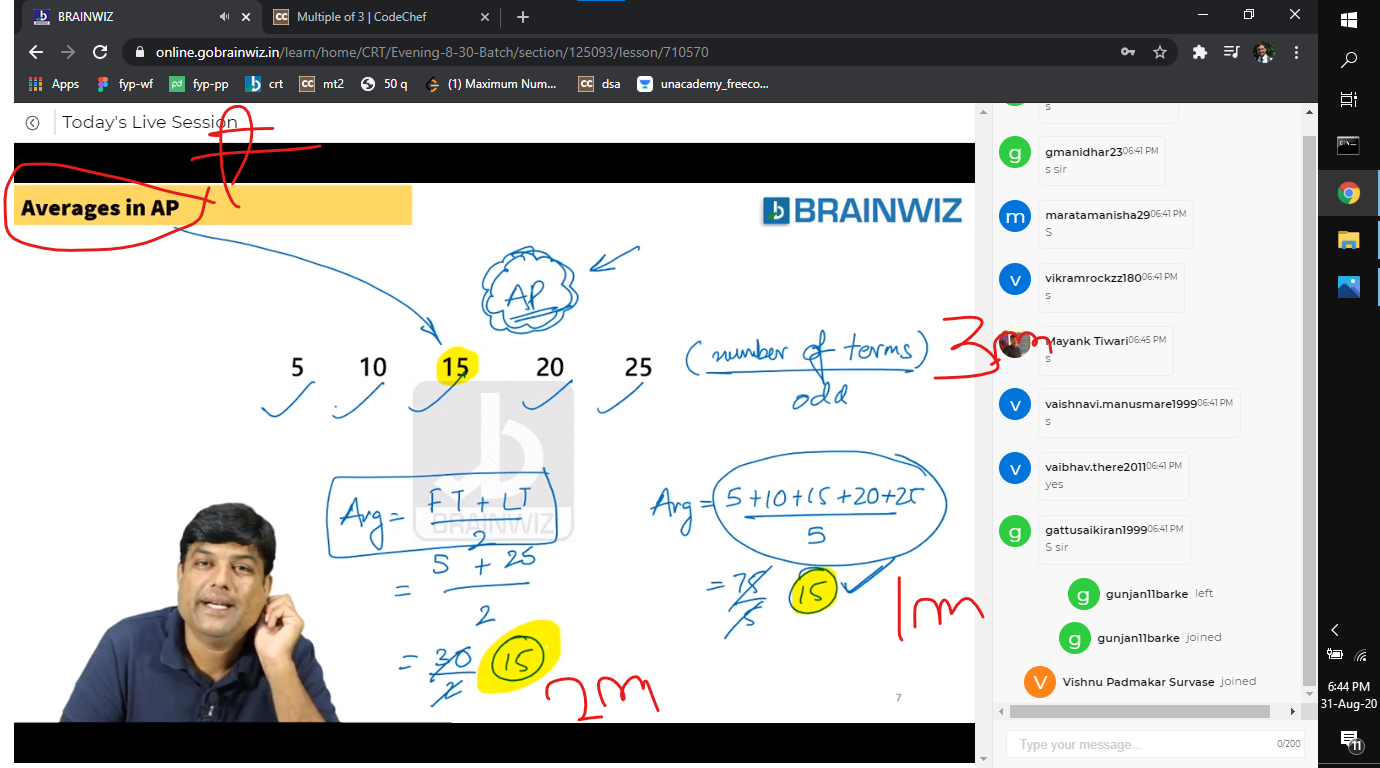 BRAINWIZ
Multiple of 3 | CodeChef
online.gobrainwiz.in/learn/home/CRT/Evening-8-30-Batch/section/125093/lesson/710570
Apps fyp-wf fyp-pp crt mt2 50 q (1) Maximum Num... dsa unacademy_freeco...
Today's Live Session
Averages in AP
BRAINWIZ
AP
5 10 15 20 25
(number of terms)
odd
3m
BRAINWIZ
Avg = FT + LT
2
= 5 + 25
2
= 30 15
2
2m
Avg = 5+10+15+20+25
5
= 75 15
5
1m
7
s
g gmanidhar23 06:41 PM
s sir
m maratamanisha29 06:41 PM
S
v vikramrockzz180 06:41 PM
s
Mayank Tiwari 06:45 PM
s
v vaishnavi.manusmare1999 06:41 PM
s
v vaibhav.there2011 06:41 PM
yes
g gattusaikiran1999 06:41 PM
S sir
g gunjan11barke left
g gunjan11barke joined
V Vishnu Padmakar Survase joined
Type your message... 0/200
6:44 PM
31-Aug-20
11